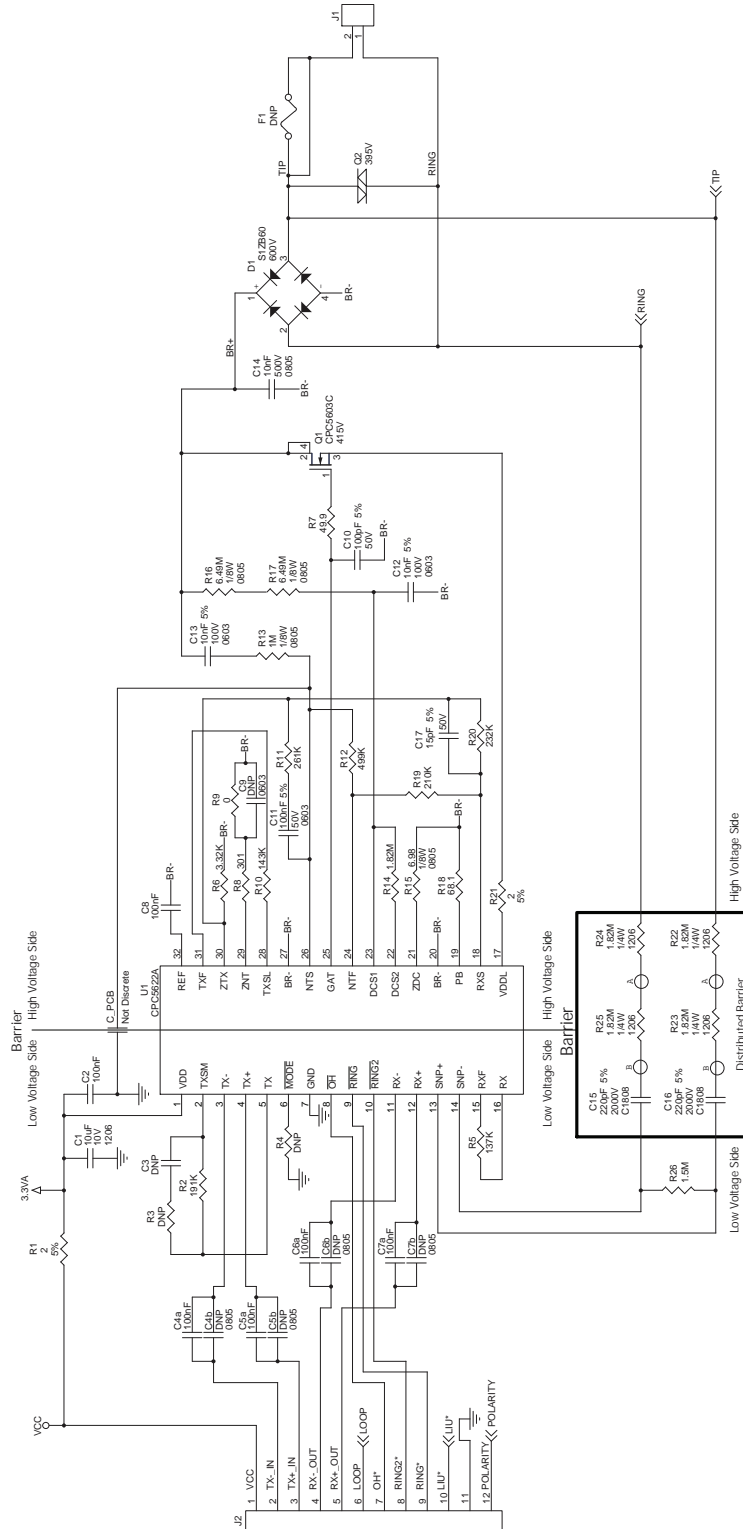 J1
2
1
F1
DNP
TIP
Q2
395V
RING
D1
S1ZB60
600V
1
+
3
2
4
-
BR-
BR+
C14
10nF
500V
0805
BR-
RING
TIP
Q1
CPC5603C
415V
2
4
1
3
R7
49.9
C10
100pF 5%
50V
BR-
R16
6.49M
1/8W
0805
R17
6.49M
1/8W
0805
C12
10nF 5%
100V
0603
BR-
C13
10nF 5%
100V
0603
R13
1M
1/8W
0805
R11
261K
C11
100nF 5%
50V
0603
R12
499K
C17
15pF 5%
50V
R20
232K
R19
210K
R9
0
C9
DNP
0603
BR-
R6
3.32K
BR-
R8
301
R10
143K
BR-
R14
1.82M
R15
6.98
1/8W
0805
R18
68.1
BR-
BR-
R21
2
5%
C8
100nF
BR-
Barrier
High Voltage Side
Low Voltage Side
C_PCB
Not Discrete
U1
CPC5622A
32 REF
31 TXF
30 ZTX
29 ZNT
28 TXSL
27 BR-
26 NTS
25 GAT
24 NTF
23 DCS1
22 DCS2
21 ZDC
20 BR-
19 PB
18 RXS
17 VDDL
1 VDD
2 TXSM
3 TX-
4 TX+
5 TX
6 MODE
7 GND
8 OH
9 RING
10 RING2
11 RX-
12 RX+
13 SNP+
14 SNP-
15 RXF
16 RX
High Voltage Side
Low Voltage Side
Barrier
C2
100nF
C1
10uF
10V
1206
3.3VA
R1
2
5%
VCC
C3
DNP
R3
DNP
R2
191K
R4
DNP
R5
137K
C4a
100nF
C4b
DNP
0805
C5a
100nF
C5b
DNP
0805
C6a
100nF
C6b
DNP
0805
C7a
100nF
C7b
DNP
0805
J2
1 VCC
2 TX-_IN
3 TX+_IN
4 RX-_OUT
5 RX+_OUT
6 LOOP
LOOP
7 OH*
8 RING2*
9 RING*
10 LIU*
LIU*
11
12 POLARITY
POLARITY
R24
1.82M
1/4W
1206
R22
1.82M
1/4W
1206
R25
1.82M
1/4W
1206
R23
1.82M
1/4W
1206
A
A
B
B
C15
220pF 5%
2000V
C1808
C16
220pF 5%
2000V
C1808
R26
1.5M
Distributed Barrier
High Voltage Side
Low Voltage Side